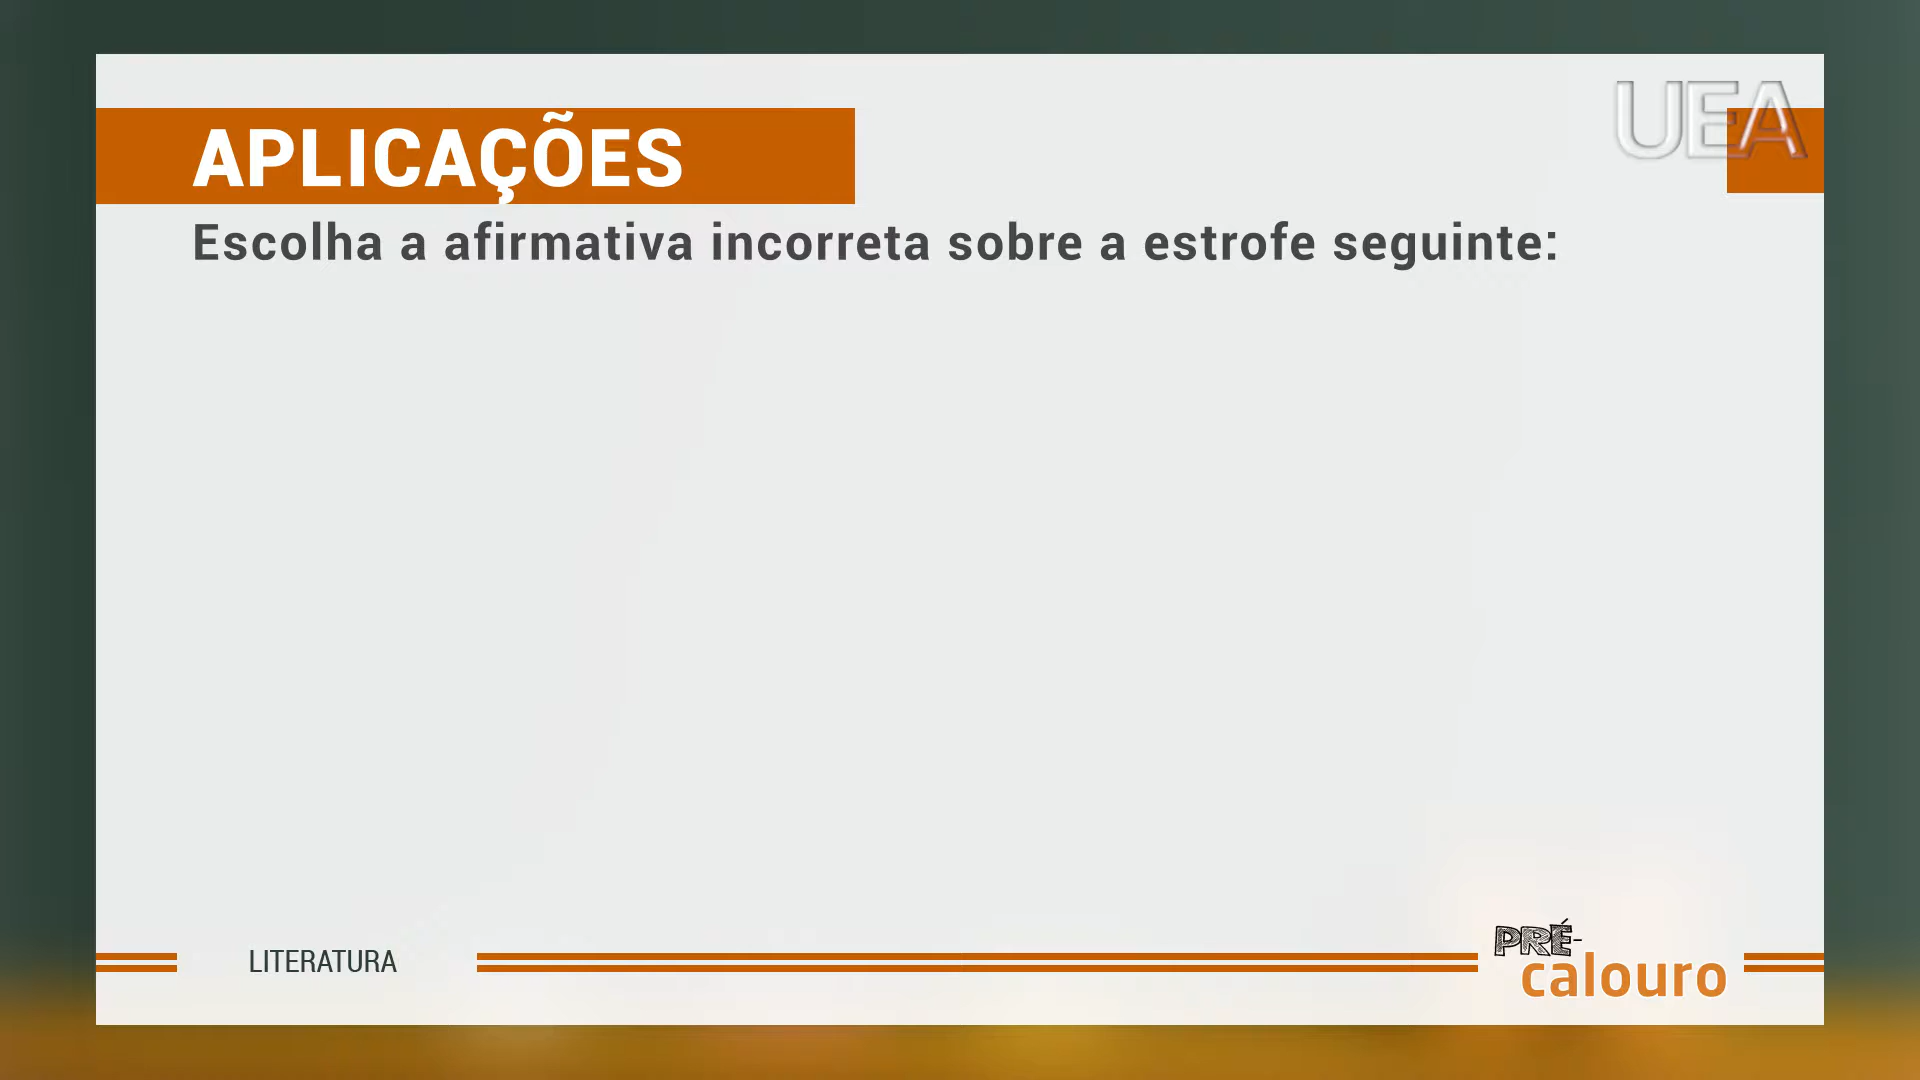 UEA
APLICAÇÕES
Escolha a afirmativa incorreta sobre a estrofe seguinte:
LITERATURA
PRÉ-
calouro